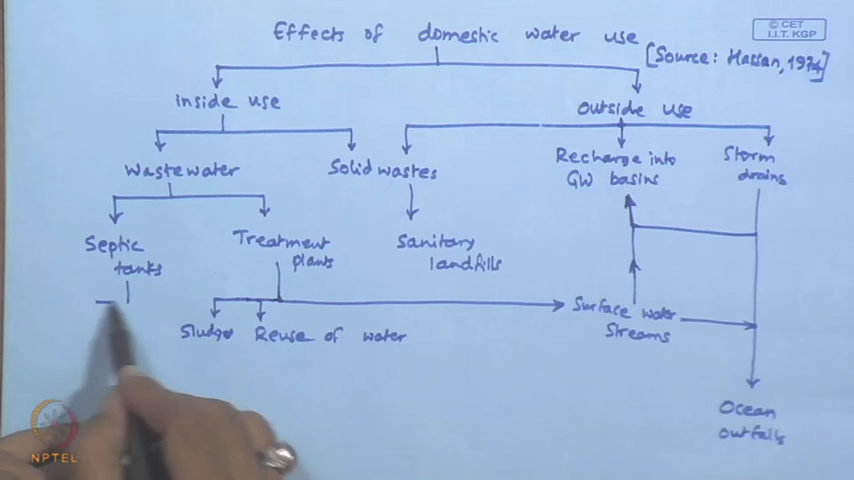 Effects of domestic water use
© CET
I.I.T. KGP
[Source: Hassan, 1974]
Inside use
Outside use
Wastewater
Solid wastes
Recharge into
GW basins
Storm
drains
Septic
tanks
Treatment
plants
Sanitary
landfills
Sludge
Reuse of water
Surface water
Streams
Ocean
outfalls
NPTEL